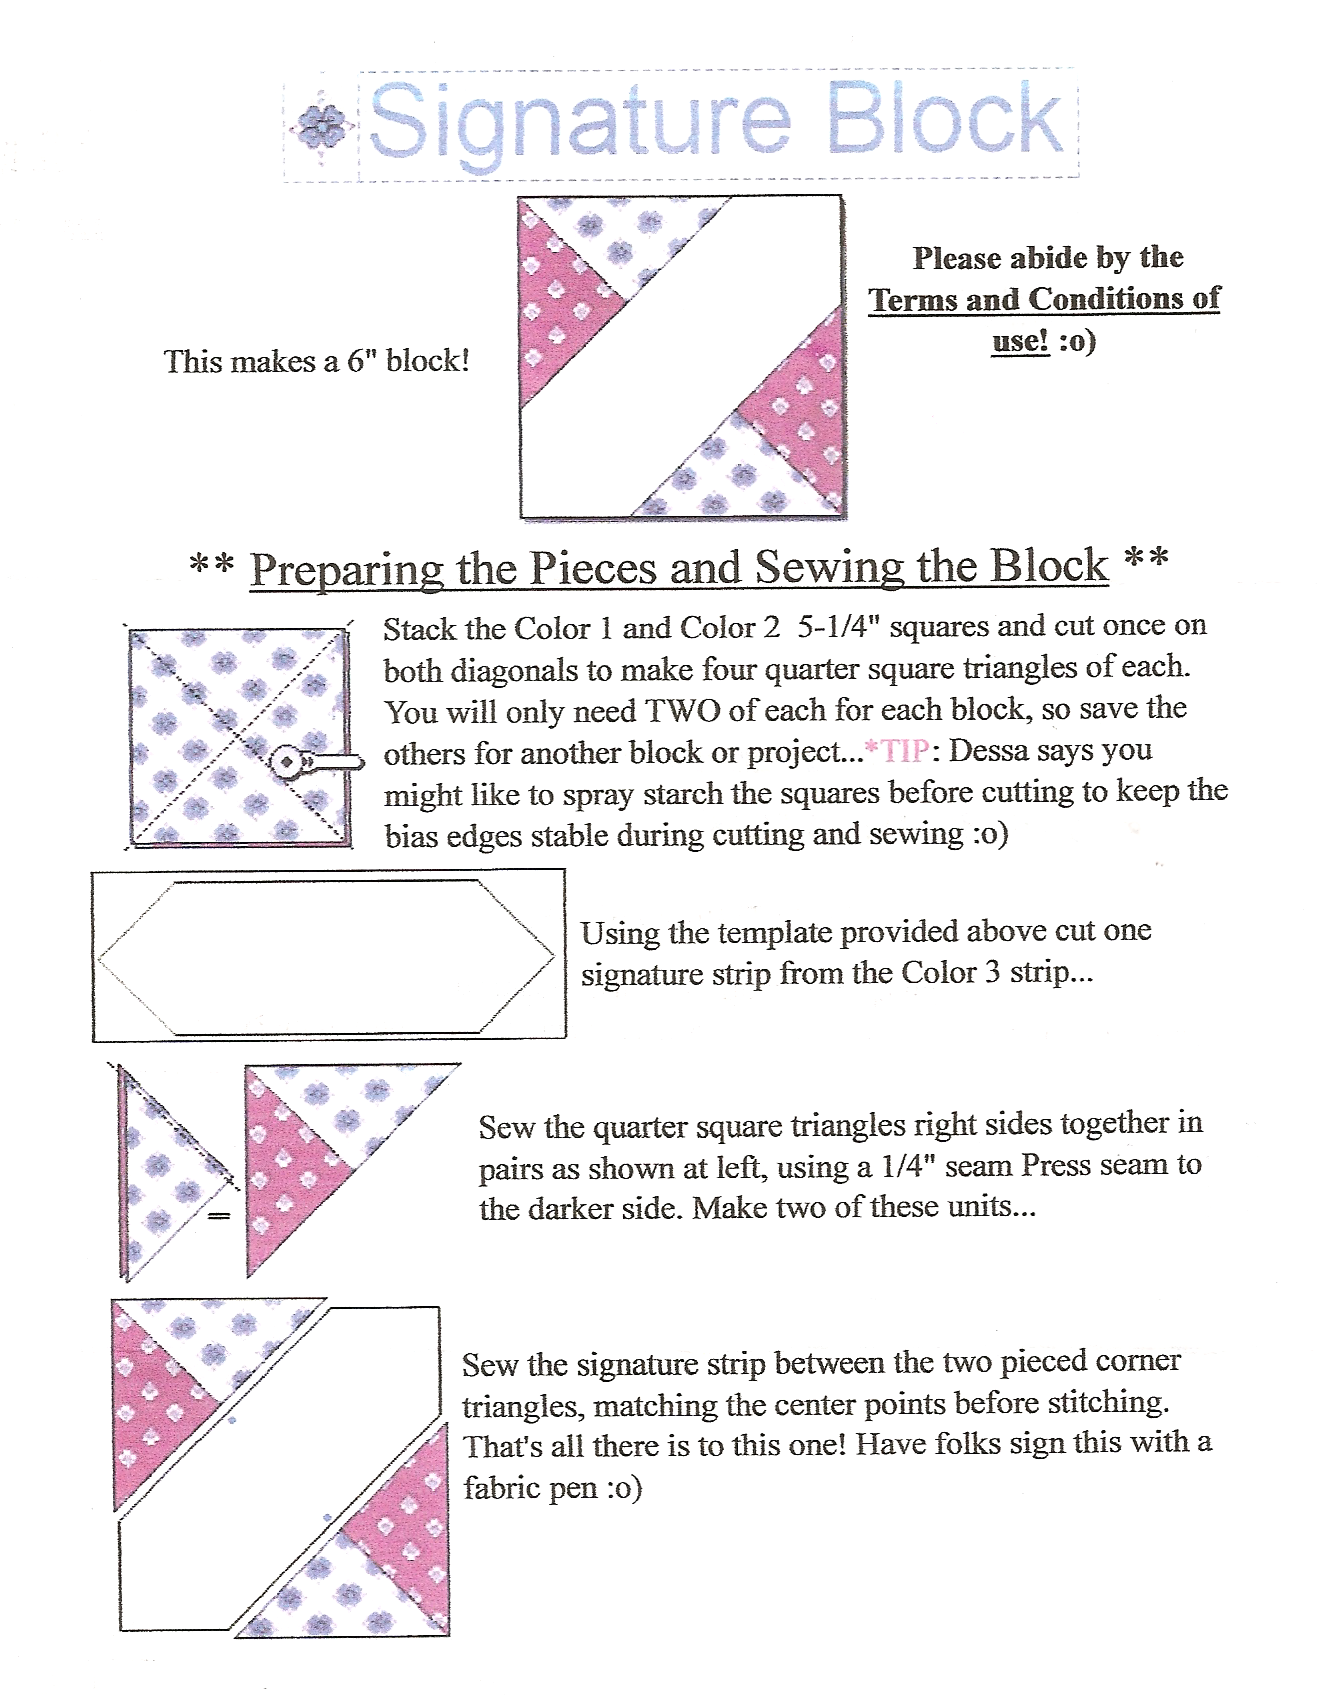 Signature Block
Please abide by the
Terms and Conditions of
use! :o)
This makes a 6" block!
** Preparing the Pieces and Sewing the Block **
Stack the Color 1 and Color 2  5-1/4" squares and cut once on
both diagonals to make four quarter square triangles of each.
You will only need TWO of each for each block, so save the
others for another block or project...*TIP: Dessa says you
might like to spray starch the squares before cutting to keep the
bias edges stable during cutting and sewing :o)
Using the template provided above cut one
signature strip from the Color 3 strip...
Sew the quarter square triangles right sides together in
pairs as shown at left, using a 1/4" seam Press seam to
the darker side. Make two of these units...
=
Sew the signature strip between the two pieced corner
triangles, matching the center points before stitching.
That's all there is to this one! Have folks sign this with a
fabric pen :o)